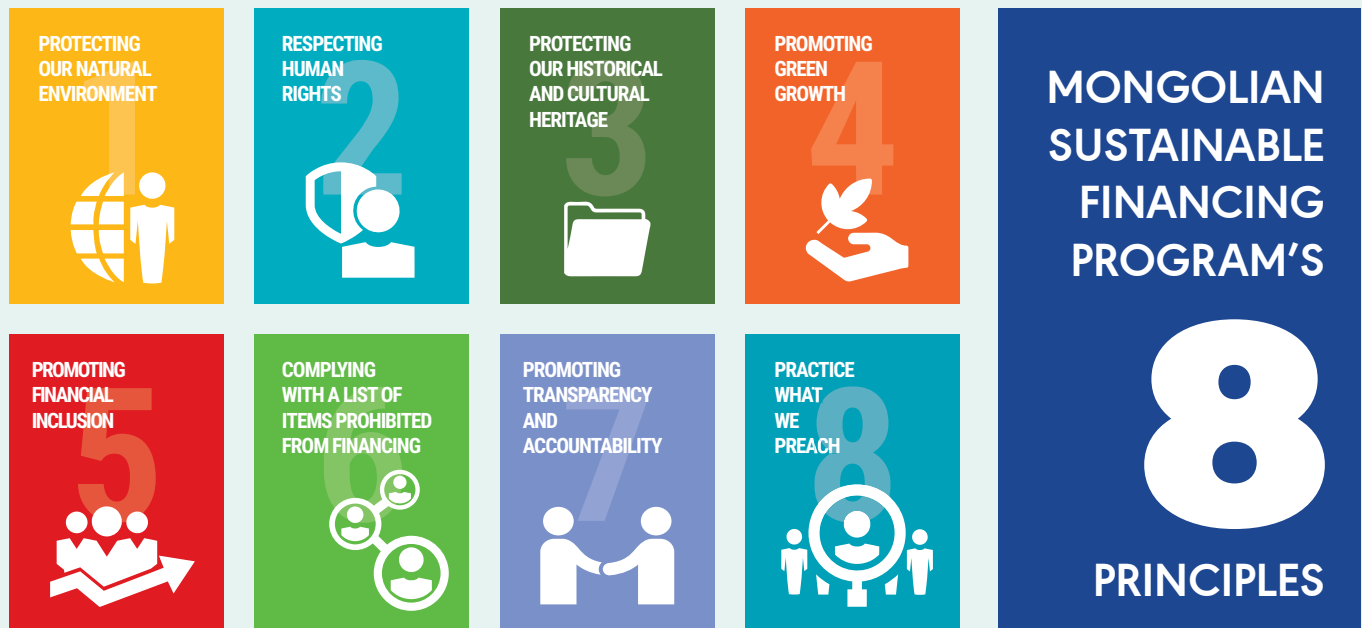 PROTECTING
OUR NATURAL
ENVIRONMENT
1
RESPECTING
HUMAN
RIGHTS
2
PROTECTING
OUR HISTORICAL
AND CULTURAL
HERITAGE
3
PROMOTING
GREEN
GROWTH
4
PROMOTING
FINANCIAL
INCLUSION
5
COMPLYING
WITH A LIST OF
ITEMS PROHIBITED
FROM FINANCING
6
PROMOTING
TRANSPARENCY
AND
ACCOUNTABILITY
7
PRACTICE
WHAT
WE
PREACH
8
MONGOLIAN
SUSTAINABLE
FINANCING
PROGRAM’S
8
PRINCIPLES